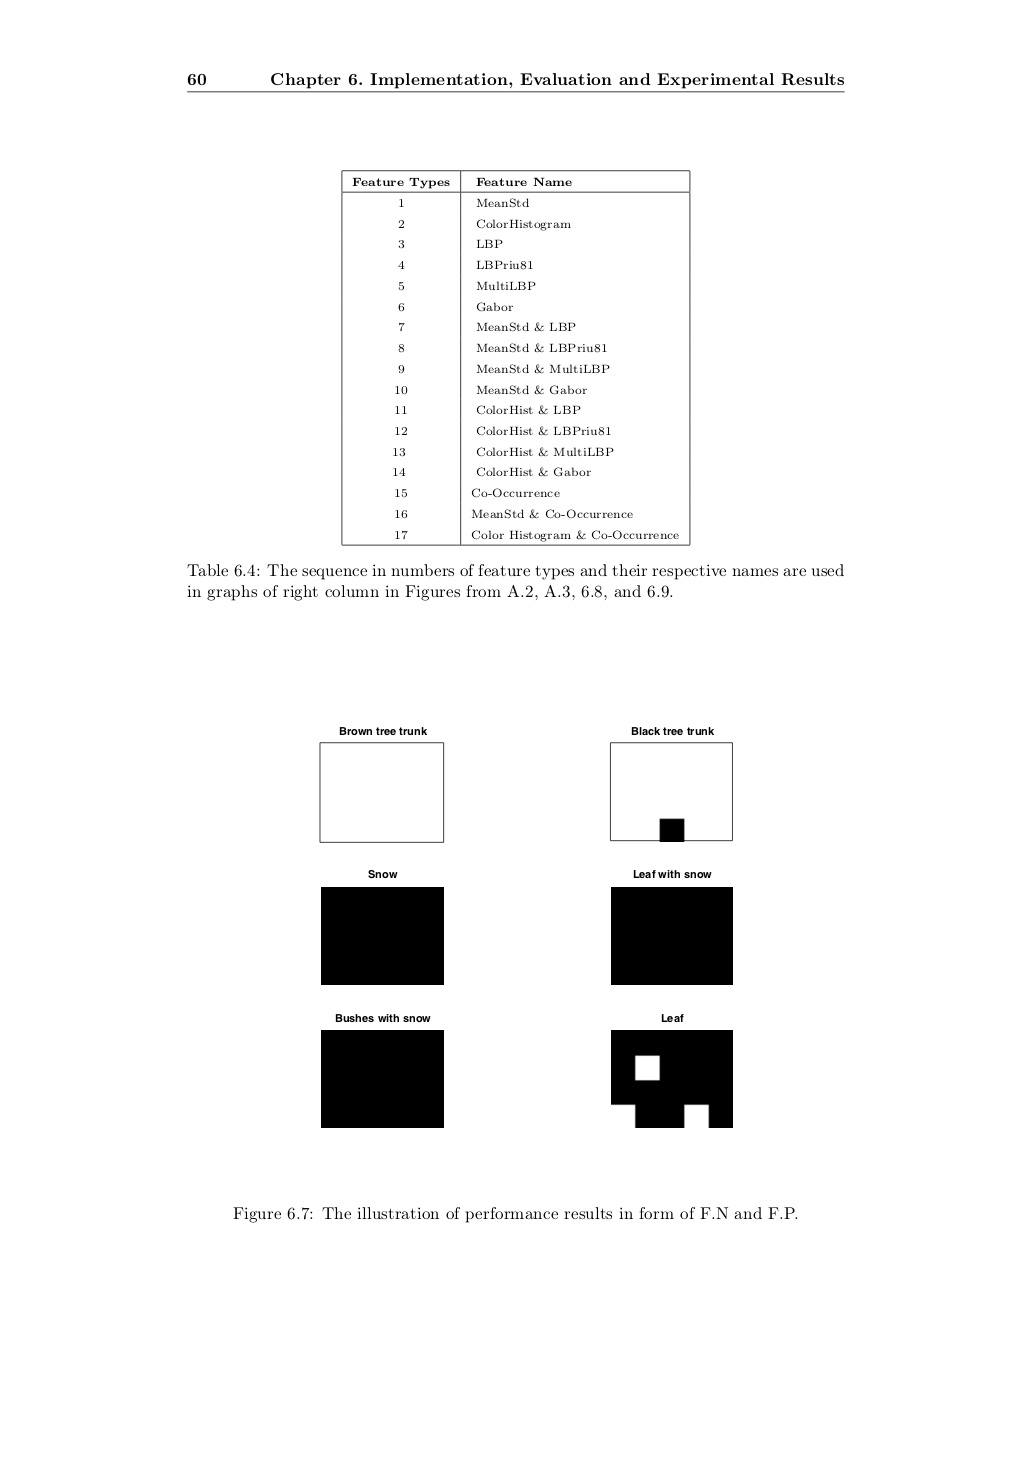 60 Chapter 6. Implementation, Evaluation and Experimental Results
Feature Types Feature Name
1 MeanStd
2 ColorHistogram
3 LBP
4 LBPriu81
5 MultiLBP
6 Gabor
7 MeanStd & LBP
8 MeanStd & LBPriu81
9 MeanStd & MultiLBP
10 MeanStd & Gabor
11 ColorHist & LBP
12 ColorHist & LBPriu81
13 ColorHist & MultiLBP
14 ColorHist & Gabor
15 Co-Occurrence
16 MeanStd & Co-Occurrence
17 Color Histogram & Co-Occurrence
Table 6.4: The sequence in numbers of feature types and their respective names are used
in graphs of right column in Figures from A.2, A.3, 6.8, and 6.9.
Brown tree trunk Black tree trunk
Snow Leaf with snow
Bushes with snow Leaf
Figure 6.7: The illustration of performance results in form of F.N and F.P.